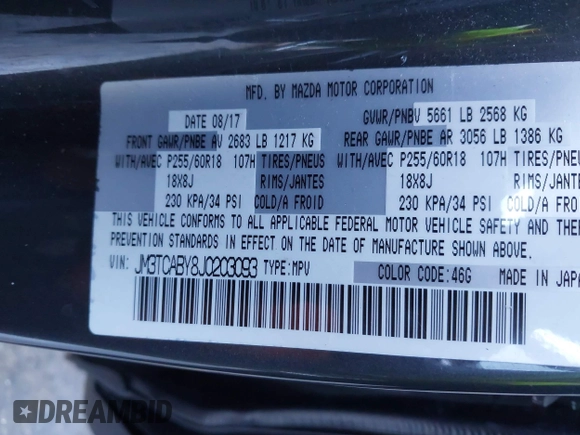 MFD. BY MAZDA MOTOR CORPORATION
DATE 08/17 GVWR/PNBV 5661 LB 2568 KG
FRONT GAWR/PNBE AV 2683 LB 1217 KG REAR GAWR/PNBE AR 3056 LB 1386 KG
WITH/AVEC P255/60R18 107H TIRES/PNEUS WITH/AVEC P255/60R18 107H TIRES/PNEUS
18X8J RIMS/JANTES 18X8J RIMS/JANTES
230 KPA/34 PSI COLD/A FROID 230 KPA/34 PSI COLD/A FROID
THIS VEHICLE CONFORMS TO ALL APPLICABLE FEDERAL MOTOR VEHICLE SAFETY AND THEF
PREVENTION STANDARDS IN EFFECT ON THE DATE OF MANUFACTURE SHOWN ABOVE.
VIN: JM3TCABY8J0203093 TYPE:MPV COLOR CODE:46G MADE IN JAPA
DREAMBID